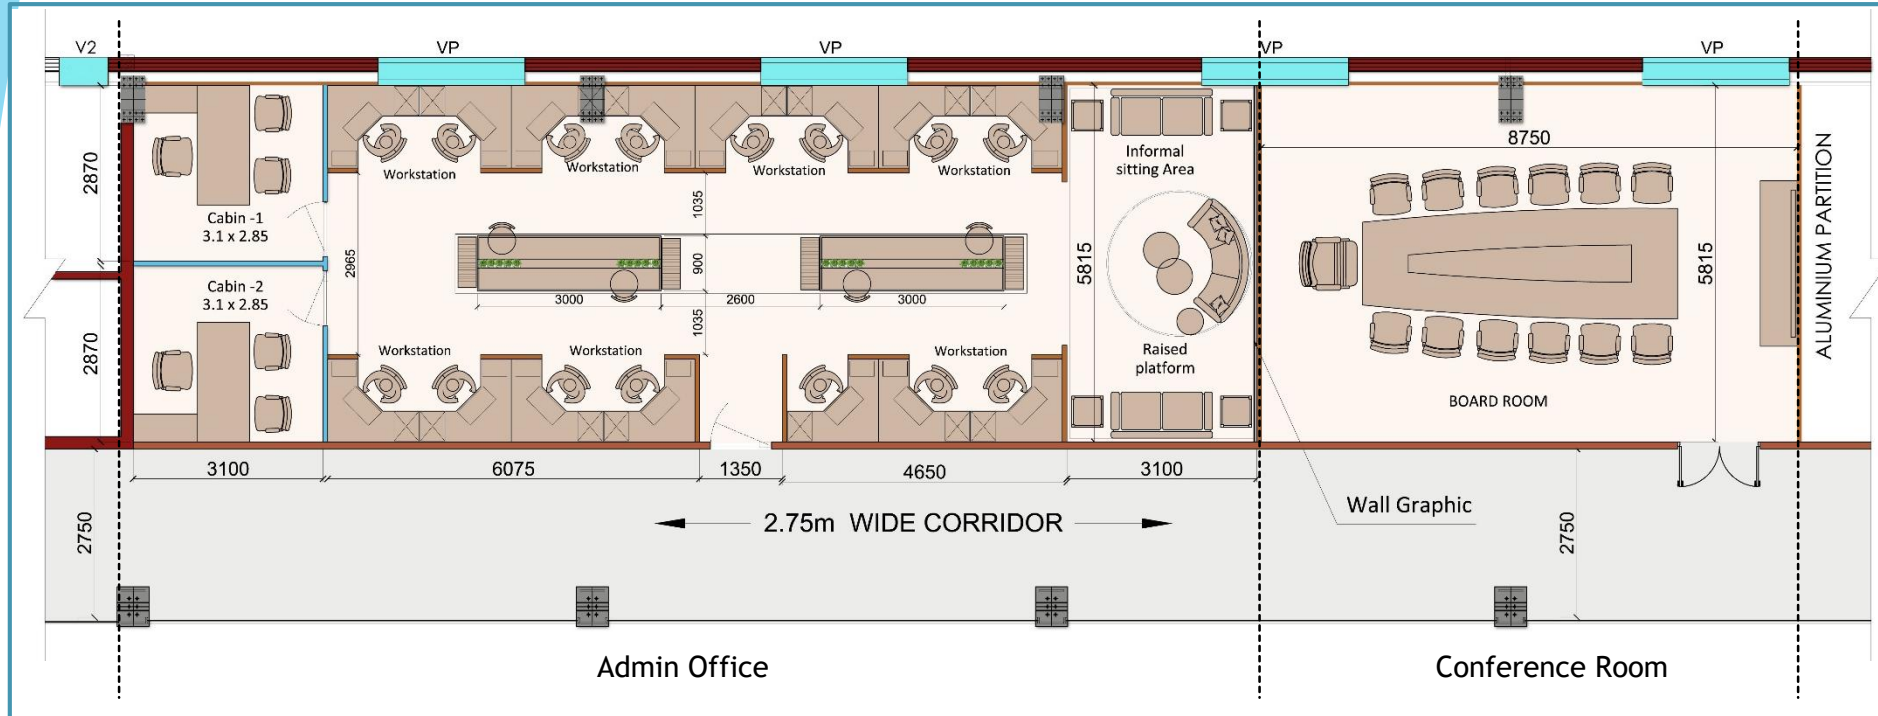 V2
VP
VP
VP
VP
2870
Cabin -1
3.1 x 2.85
Workstation
Workstation
Workstation
Workstation
Informal
sitting Area
8750
ALUMINIUM PARTITION
1035
2965
900
5815
5815
3000
2600
3000
1035
Cabin -2
3.1 x 2.85
2870
Workstation
Workstation
Workstation
Raised
platform
BOARD ROOM
3100
6075
1350
4650
3100
2750
2.75m WIDE CORRIDOR
Wall Graphic
2750
Admin Office
Conference Room